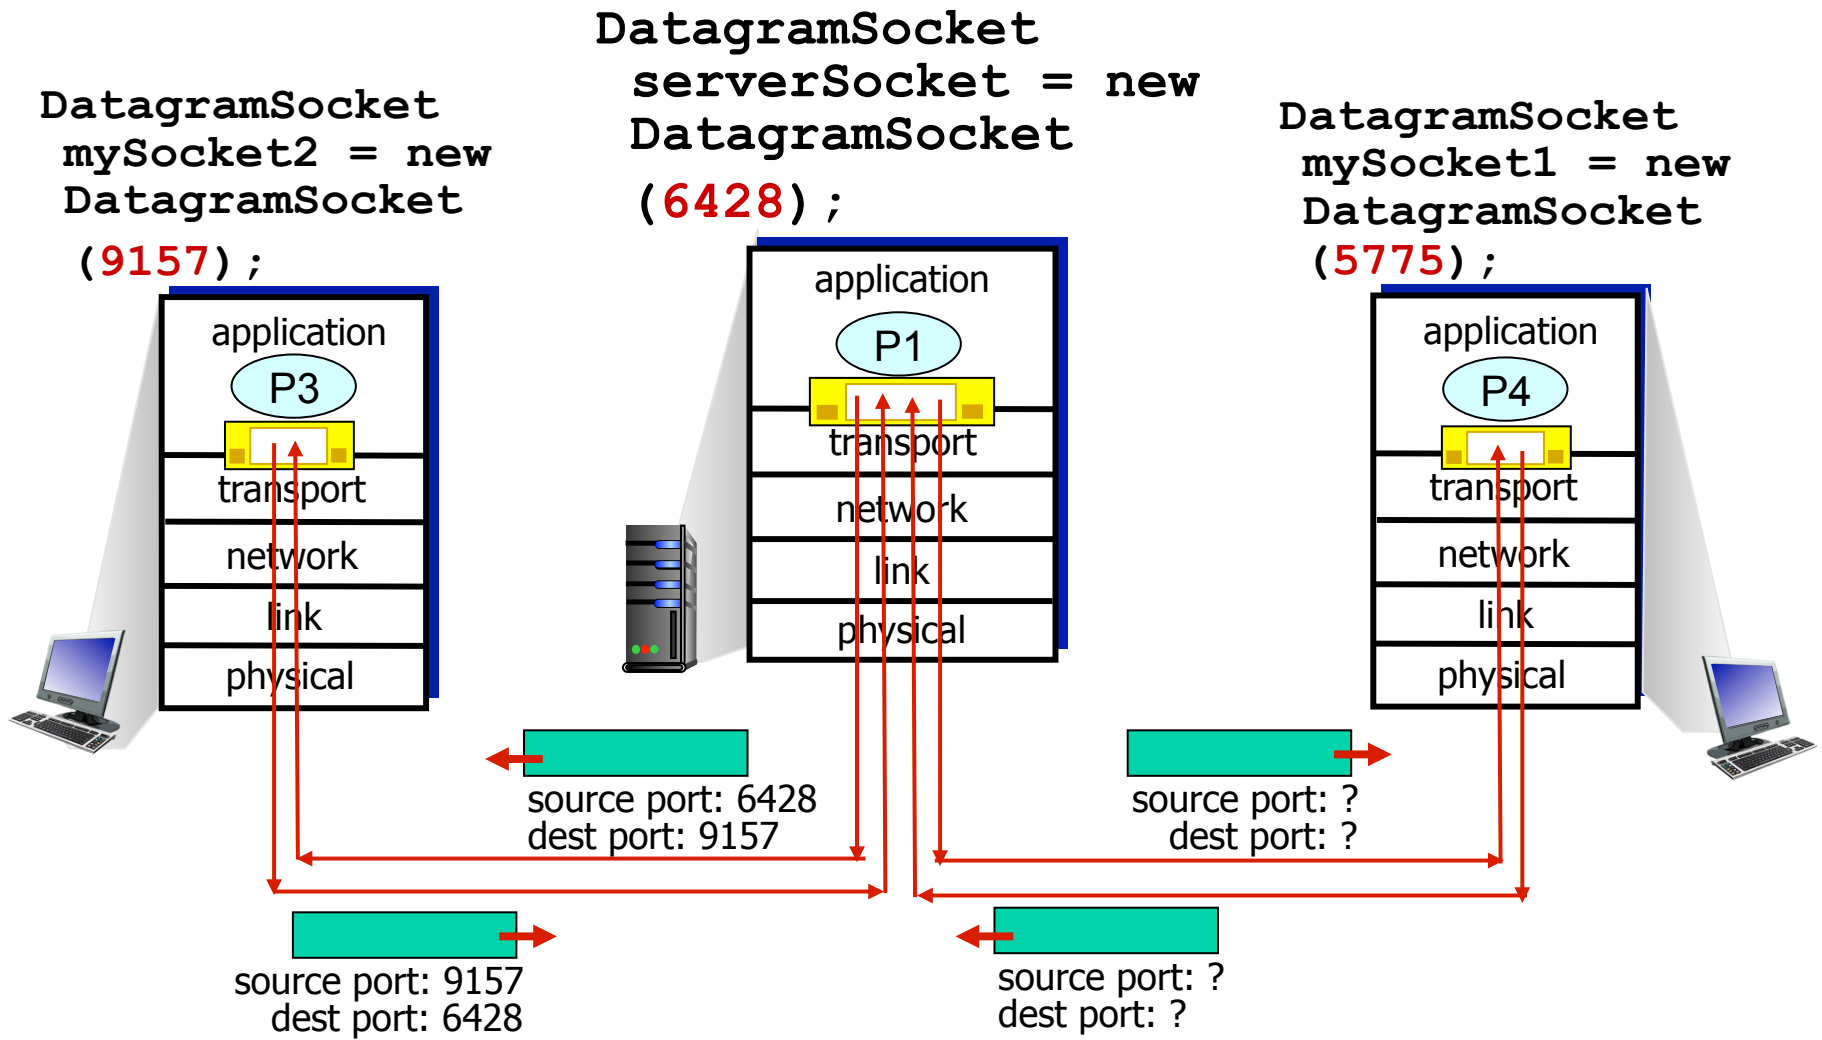 DatagramSocket
mySocket2 = new
DatagramSocket
(9157);
DatagramSocket
serverSocket = new
DatagramSocket
(6428);
DatagramSocket
mySocket1 = new
DatagramSocket
(5775);
application
P3
transport
network
link
physical
application
P1
transport
network
link
physical
application
P4
transport
network
link
physical
source port: 6428
dest port: 9157
source port: ?
dest port: ?
source port: 9157
dest port: 6428
source port: ?
dest port: ?